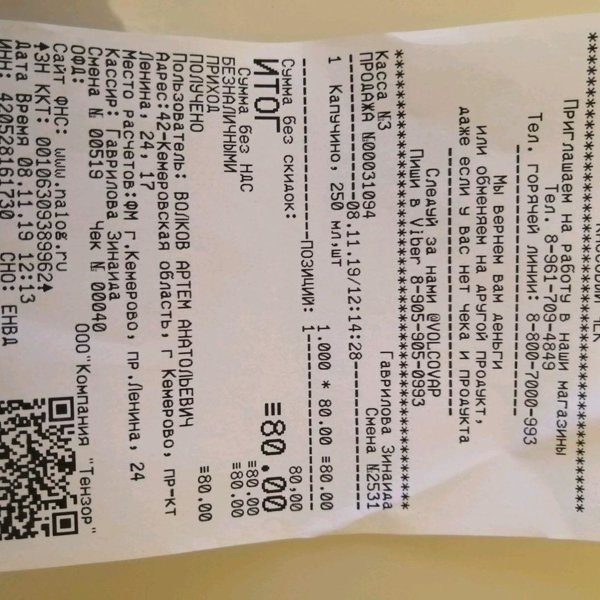 КАССОВЫЙ ЧЕК
****************************************
Приглашаем на работу в наши магазины
Тел. 8-961-709-4849
Тел. горячей линии: 8-800-7000-993
----------------------------------------
Мы вернем вам деньги
или обменяем на другой продукт,
даже если у вас нет чека и продукта
----------------------------------------
Следуй за нами @VOLCOVAP
Пиши в Viber 8-905-905-0993
****************************************
Касса №3 Гаврилова Зинаида
ПРОДАЖА №00031094 Смена №2531
----------08.11.19/12:14:28----------
1 Капучино, 250 мл,шт
1.000 * 80.00 ≡80.00
----------ПОЗИЦИЙ: 1----------
Сумма без скидок: 80,00
ИТОГ ≡80.00
Сумма без НДС ≡80.00
БЕЗНАЛИЧНЫМИ ≡80.00
ПРИХОД
ПОЛУЧЕНО ≡80.00
Пользователь: ВОЛКОВ АРТЕМ АНАТОЛЬЕВИЧ
Адрес:42-Кемеровская область, г Кемерово, пр-кт
Ленина, 24, 17
Место расчетов:ФМ г.Кемерово, пр.Ленина, 24
Кассир: Гаврилова Зинаида
Смена № 00519 Чек № 00040
ОФД: ООО"Компания "Тензор"
Сайт ФНС: www.nalog.ru
↑ЗН ККТ: 00106309389962↑
Дата Время 08.11.19 12:13
ИНН: 420528161730 СНО: ЕНВД